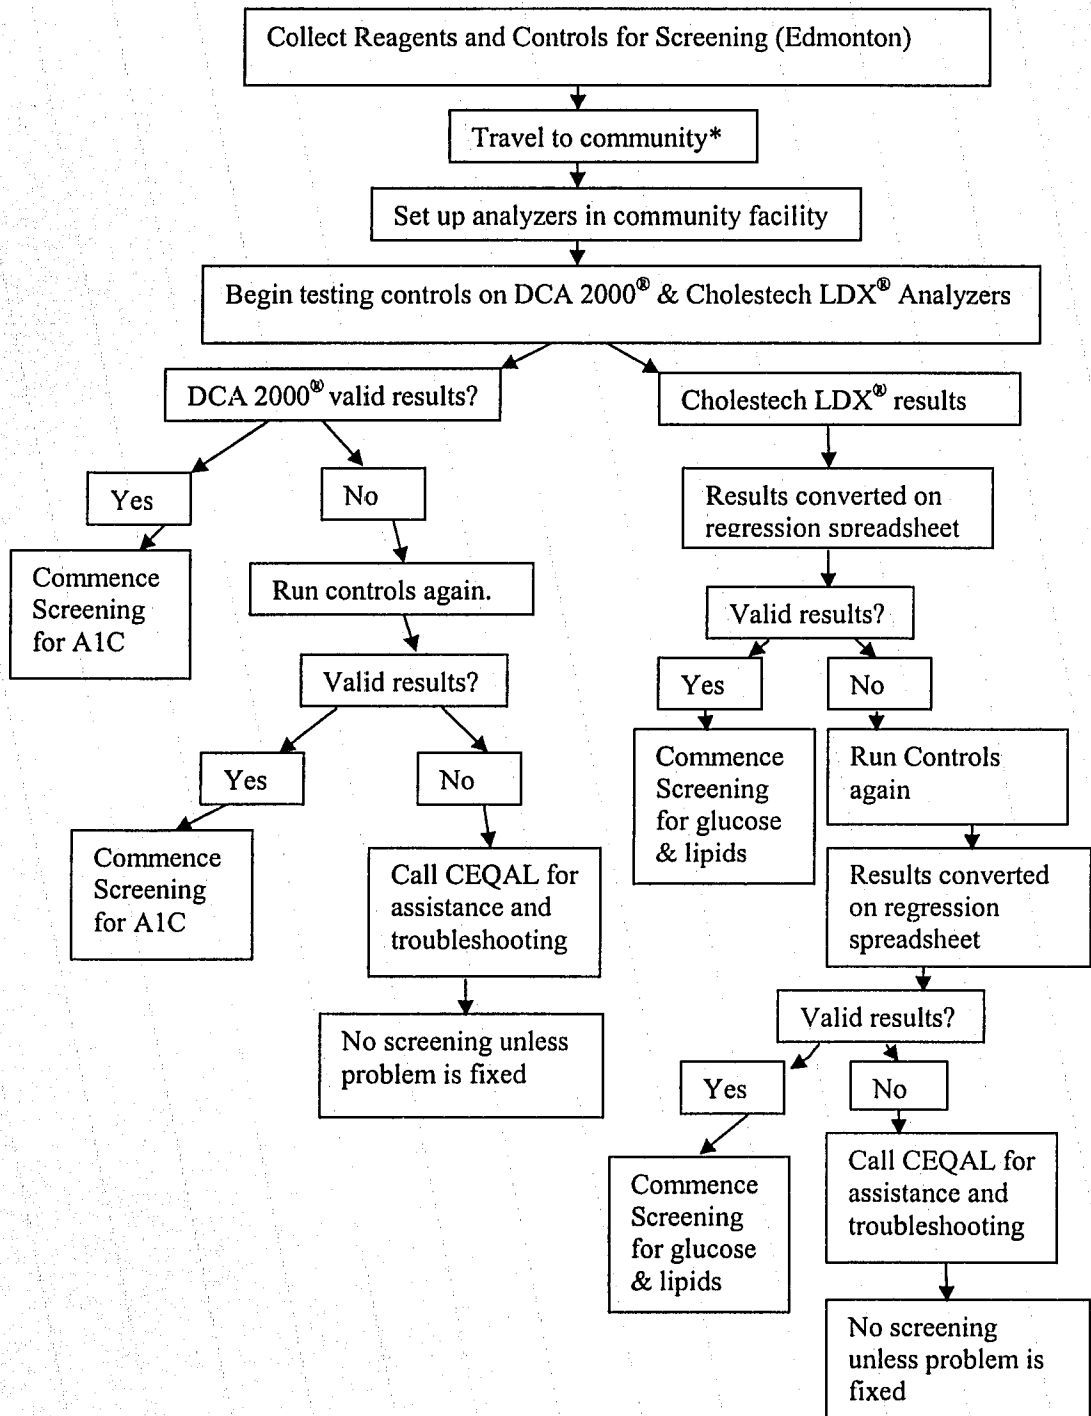 Collect Reagents and Controls for Screening (Edmonton)
Travel to community*
Set up analyzers in community facility
Begin testing controls on DCA 2000® & Cholestech LDX® Analyzers
DCA 2000® valid results?
Yes
Commence
Screening
for A1C
No
Run controls again.
Valid results?
Yes
Commence
Screening
for A1C
No
Call CEQAL for
assistance and
troubleshooting
No screening unless
problem is fixed
Cholestech LDX® results
Results converted on
regression spreadsheet
Valid results?
Yes
Commence
Screening
for glucose
& lipids
No
Run Controls
again
Results converted
on regression
spreadsheet
Valid results?
Yes
Commence
Screening
for glucose
& lipids
No
Call CEQAL for
assistance and
troubleshooting
No screening
unless problem is
fixed